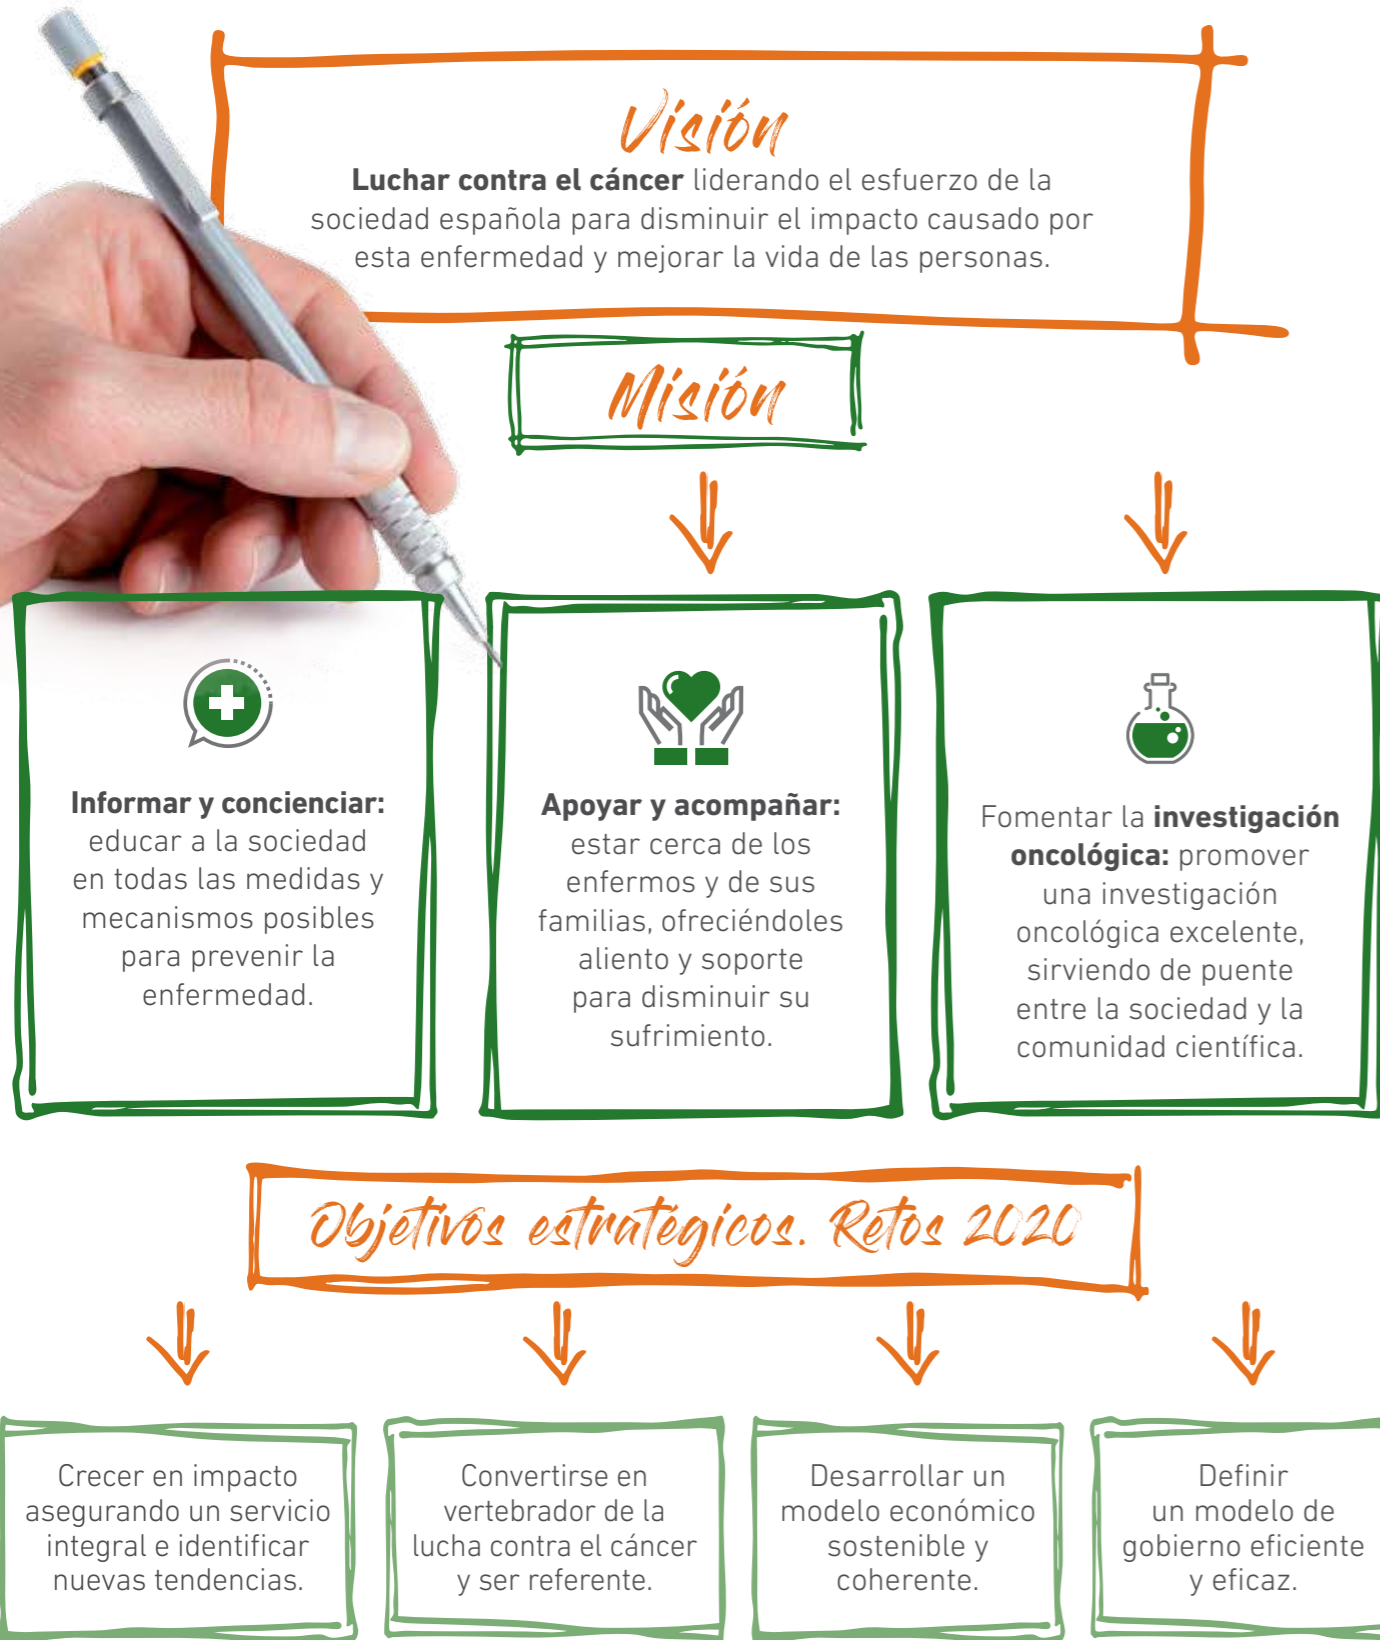 Visión
Luchar contra el cáncer liderando el esfuerzo de la
sociedad española para disminuir el impacto causado por
esta enfermedad y mejorar la vida de las personas.
Misión
Informar y concienciar:
educar a la sociedad
en todas las medidas y
mecanismos posibles
para prevenir la
enfermedad.
Apoyar y acompañar:
estar cerca de los
enfermos y de sus
familias, ofreciéndoles
aliento y soporte
para disminuir su
sufrimiento.
Fomentar la investigación
oncológica: promover
una investigación
oncológica excelente,
sirviendo de puente
entre la sociedad y la
comunidad científica.
Objetivos estratégicos. Retos 2020
Crecer en impacto
asegurando un servicio
integral e identificar
nuevas tendencias.
Convertirse en
vertebrador de la
lucha contra el cáncer
y ser referente.
Desarrollar un
modelo económico
sostenible y
coherente.
Definir
un modelo de
gobierno eficiente
y eficaz.